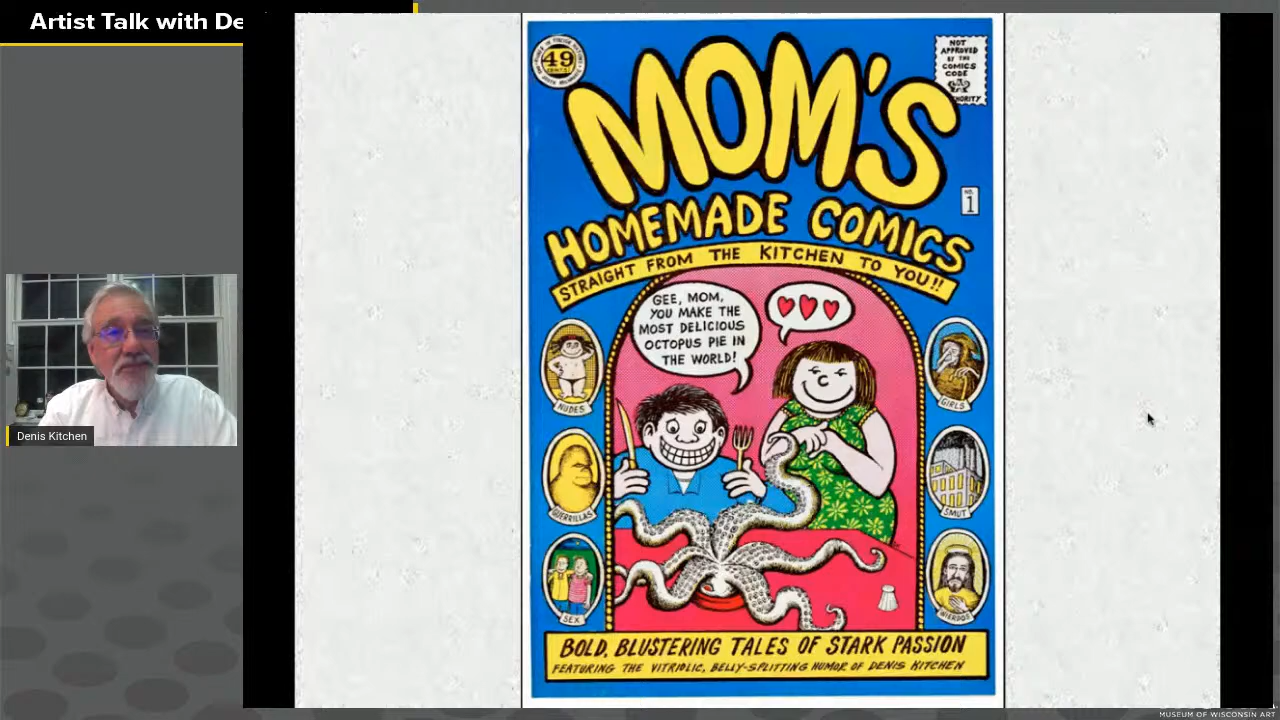 Artist Talk with De
49
CENTS
NOT
APPROVED
BY THE
COMICS
CODE
HORITY
MOM'S
NO.
1
HOMEMADE COMICS
STRAIGHT FROM THE KITCHEN TO YOU!!
GEE, MOM,
YOU MAKE THE
MOST DELICIOUS
OCTOPUS PIE IN
THE WORLD!
NUDES
GIRLS
GUERRILLAS
SMUT
SEX
WIERDOS
BOLD, BLUSTERING TALES OF STARK PASSION
FEATURING THE VITRIOLIC, BELLY-SPLITTING HUMOR OF DENIS KITCHEN
Denis Kitchen
MUSEUM OF WISCONSIN ART